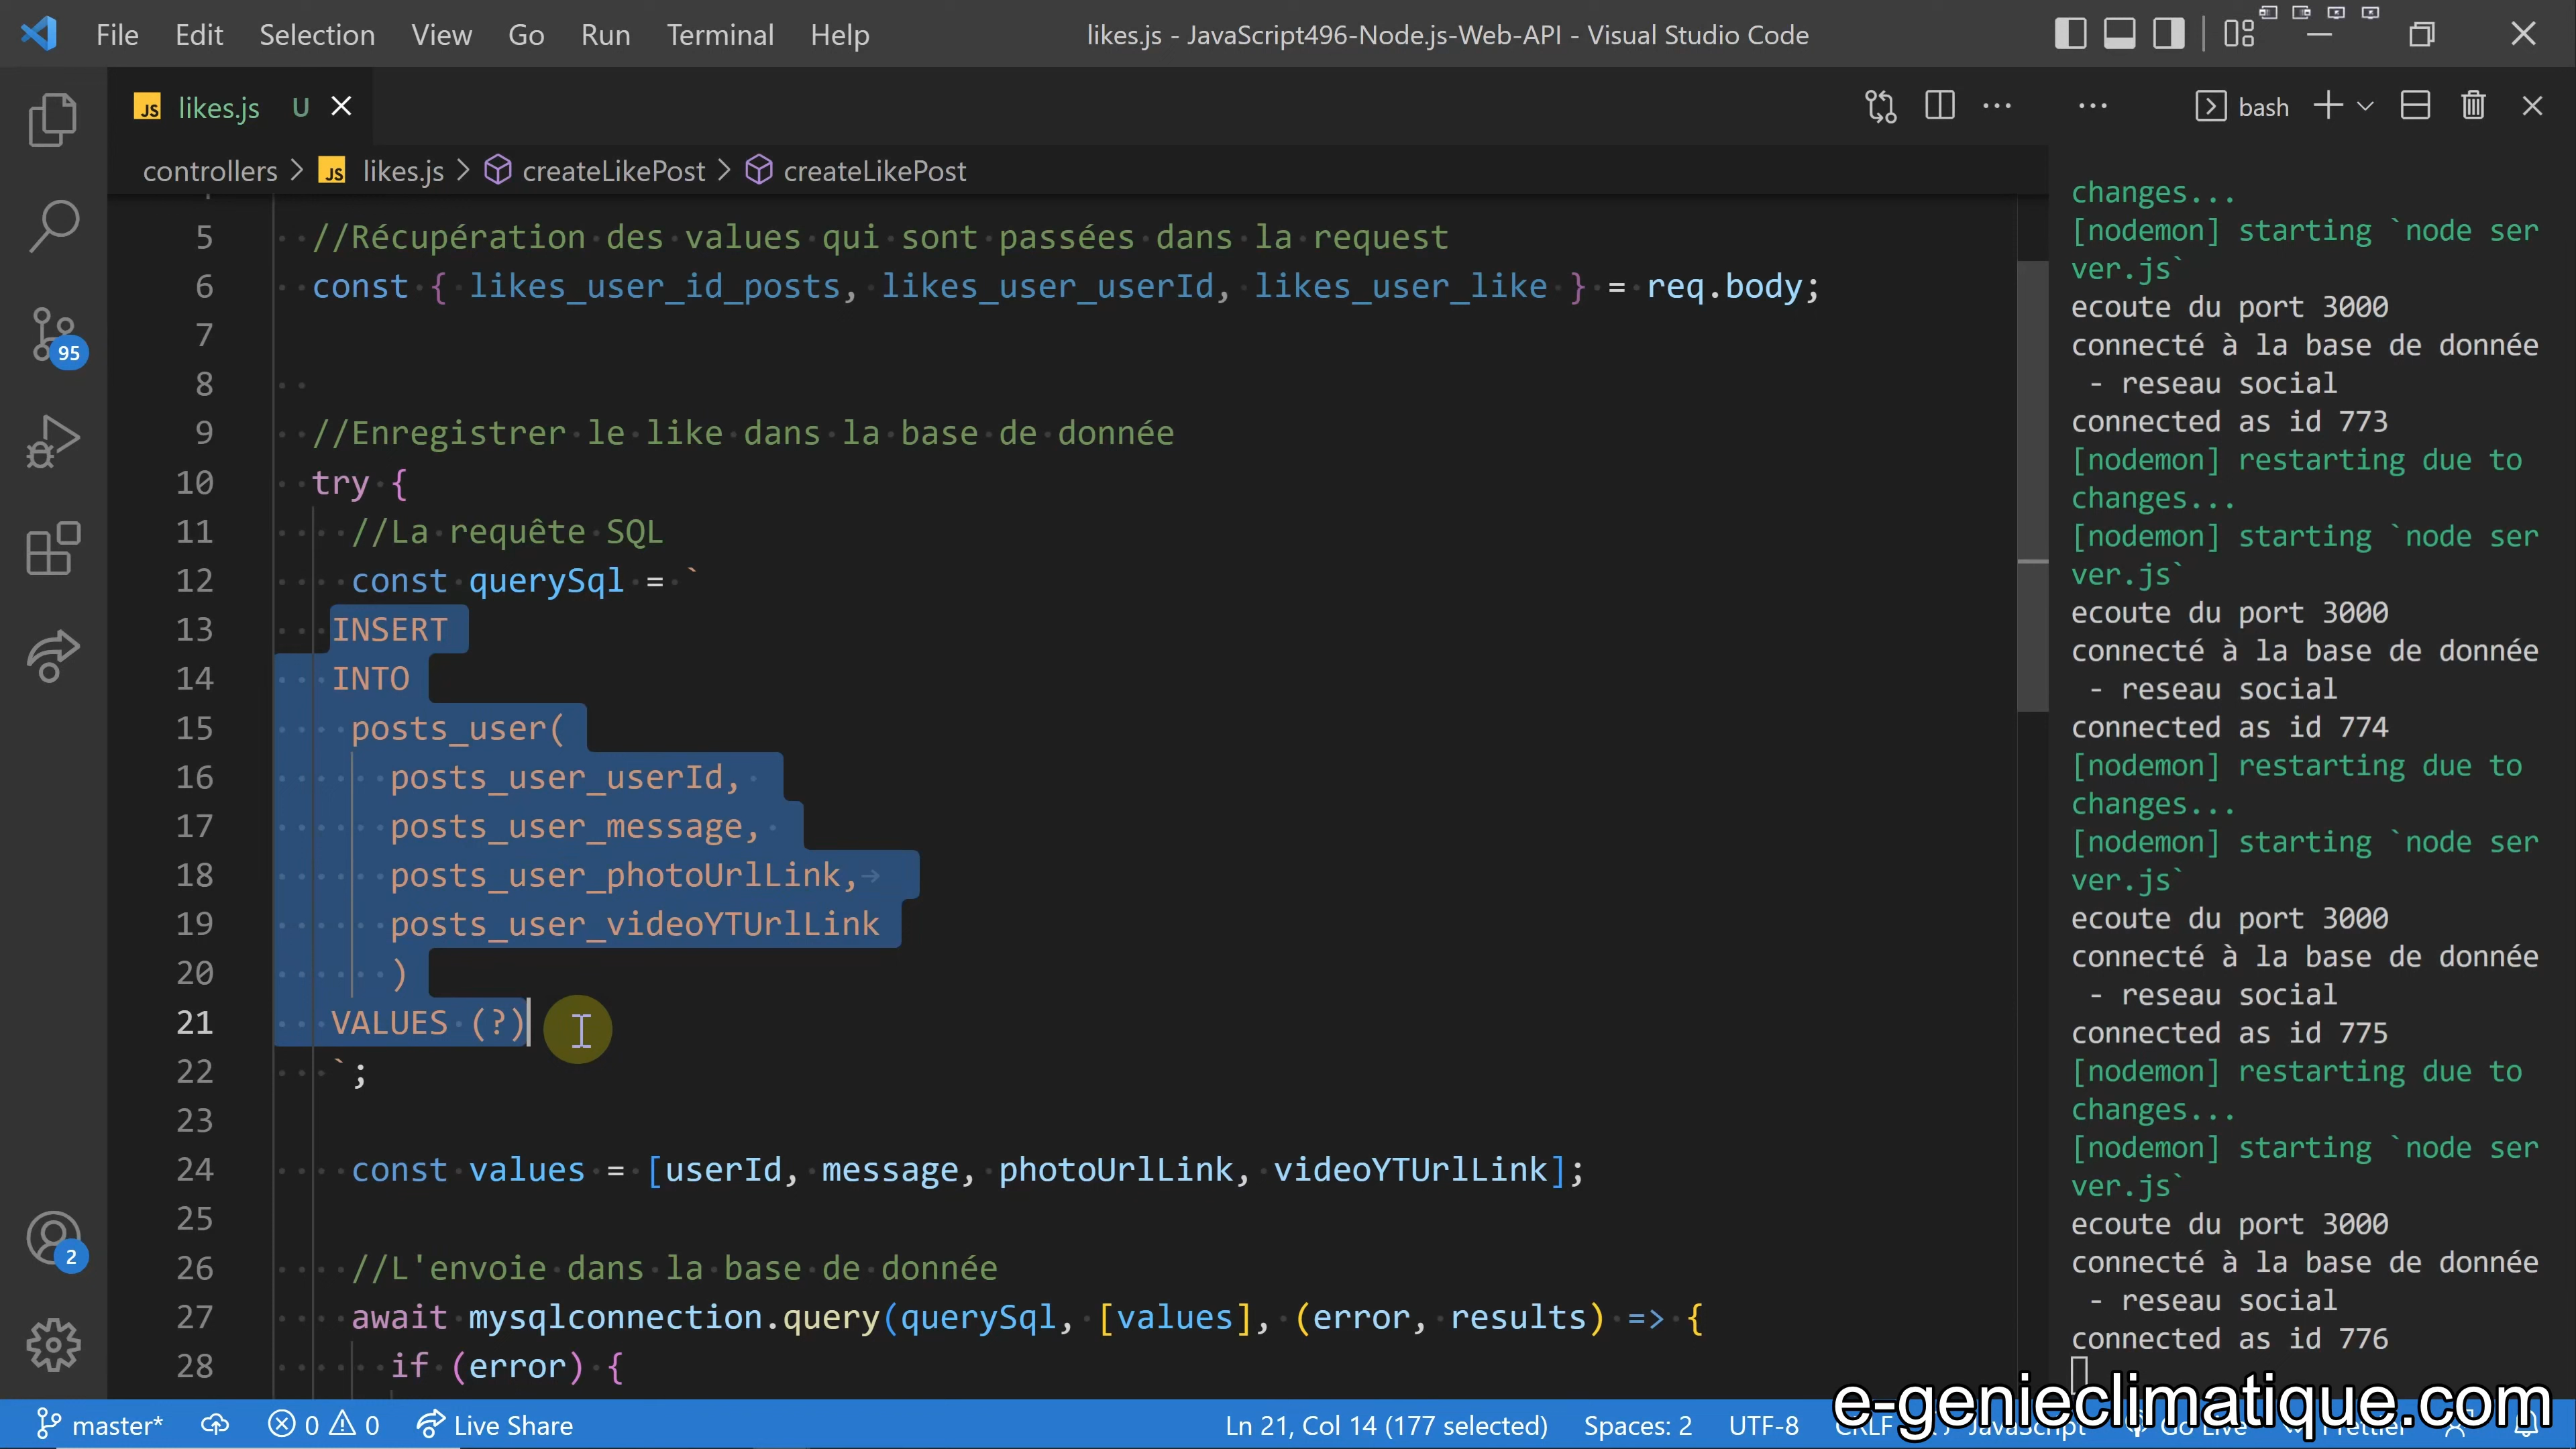 File Edit Selection View Go Run Terminal Help
likes.js - JavaScript496-Node.js-Web-API - Visual Studio Code
JS likes.js U
bash
controllers > JS likes.js > createLikePost > createLikePost
5 //Récupération des values qui sont passées dans la request
6 const { likes_user_id_posts, likes_user_userId, likes_user_like } = req.body;
7
8
9 //Enregistrer le like dans la base de donnée
10 try {
11 //La requête SQL
12 const querySql = `
13 INSERT
14 INTO
15 posts_user(
16 posts_user_userId,
17 posts_user_message,
18 posts_user_photoUrlLink,
19 posts_user_videoYTUrlLink
20 )
21 VALUES (?)
22 `;
23
24 const values = [userId, message, photoUrlLink, videoYTUrlLink];
25
26 //L'envoie dans la base de donnée
27 await mysqlconnection.query(querySql, [values], (error, results) => {
28 if (error) {
95
2
changes...
[nodemon] starting `node ser
ver.js`
ecoute du port 3000
connecté à la base de donnée
- reseau social
connected as id 773
[nodemon] restarting due to
changes...
[nodemon] starting `node ser
ver.js`
ecoute du port 3000
connecté à la base de donnée
- reseau social
connected as id 774
[nodemon] restarting due to
changes...
[nodemon] starting `node ser
ver.js`
ecoute du port 3000
connecté à la base de donnée
- reseau social
connected as id 775
[nodemon] restarting due to
changes...
[nodemon] starting `node ser
ver.js`
ecoute du port 3000
connecté à la base de donnée
- reseau social
connected as id 776
e-genieclimatique.com
master* 0 0 Live Share
Ln 21, Col 14 (177 selected) Spaces: 2 UTF-8 CRLF JavaScript Go Live Prettier